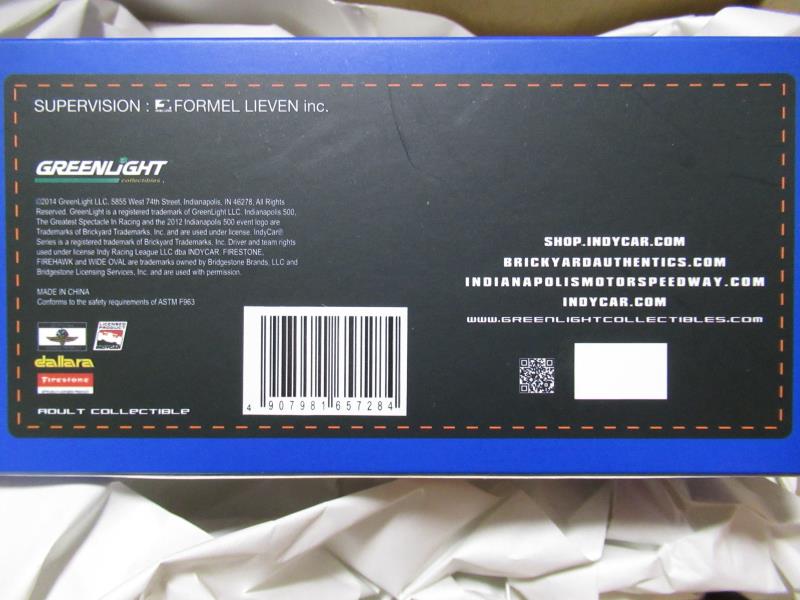 SUPERVISION : FORMEL LIEVEN inc.
GREENLIGHT
collectibles
©2014 GreenLight LLC, 5855 West 74th Street, Indianapolis, IN 46278, All Rights
Reserved. GreenLight is a registered trademark of GreenLight LLC. Indianapolis 500,
The Greatest Spectacle In Racing and the 2012 Indianapolis 500 event logo are
Trademarks of Brickyard Trademarks, Inc. and are used under license. IndyCar®
Series is a registered trademark of Brickyard Trademarks, Inc. Driver and team rights
used under license Indy Racing League LLC dba INDYCAR. FIRESTONE,
FIREHAWK and WIDE OVAL are trademarks owned by Bridgestone Brands, LLC and
Bridgestone Licensing Services, Inc. and are used with permission.
MADE IN CHINA
Conforms to the safety requirements of ASTM F963
LICENSED
PRODUCT
INDYCAR
dallara
Firestone
ADULT COLLECTIBLE
4 907981 657284
SHOP.INDYCAR.COM
BRICKYARDAUTHENTICS.COM
INDIANAPOLISMOTORSPEEDWAY.COM
INDYCAR.COM
WWW.GREENLIGHTCOLLECTIBLES.COM